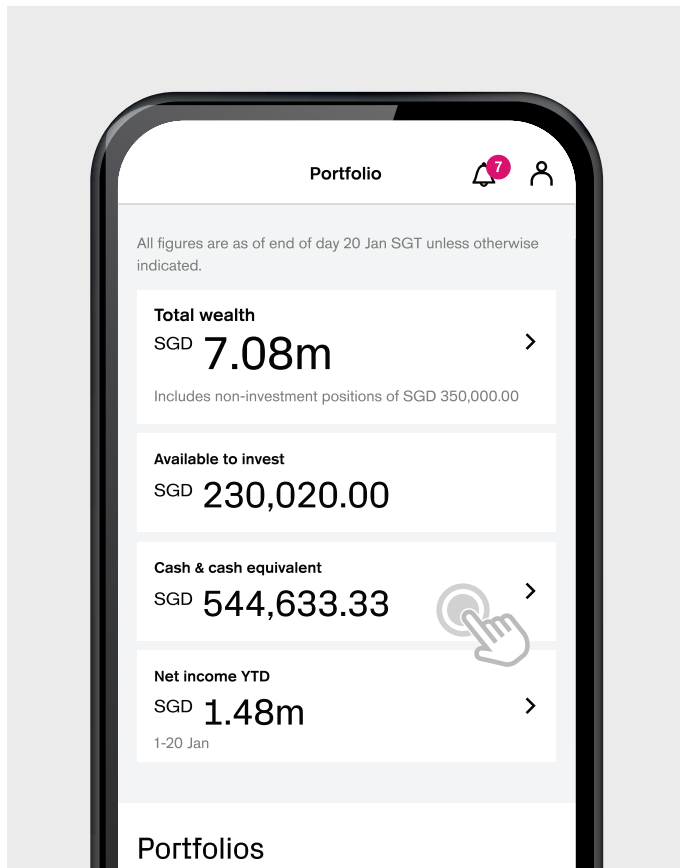 Portfolio
7
All figures are as of end of day 20 Jan SGT unless otherwise
indicated.
Total wealth
SGD 7.08m
Includes non-investment positions of SGD 350,000.00
Available to invest
SGD 230,020.00
Cash & cash equivalent
SGD 544,633.33
Net income YTD
SGD 1.48m
1-20 Jan
Portfolios